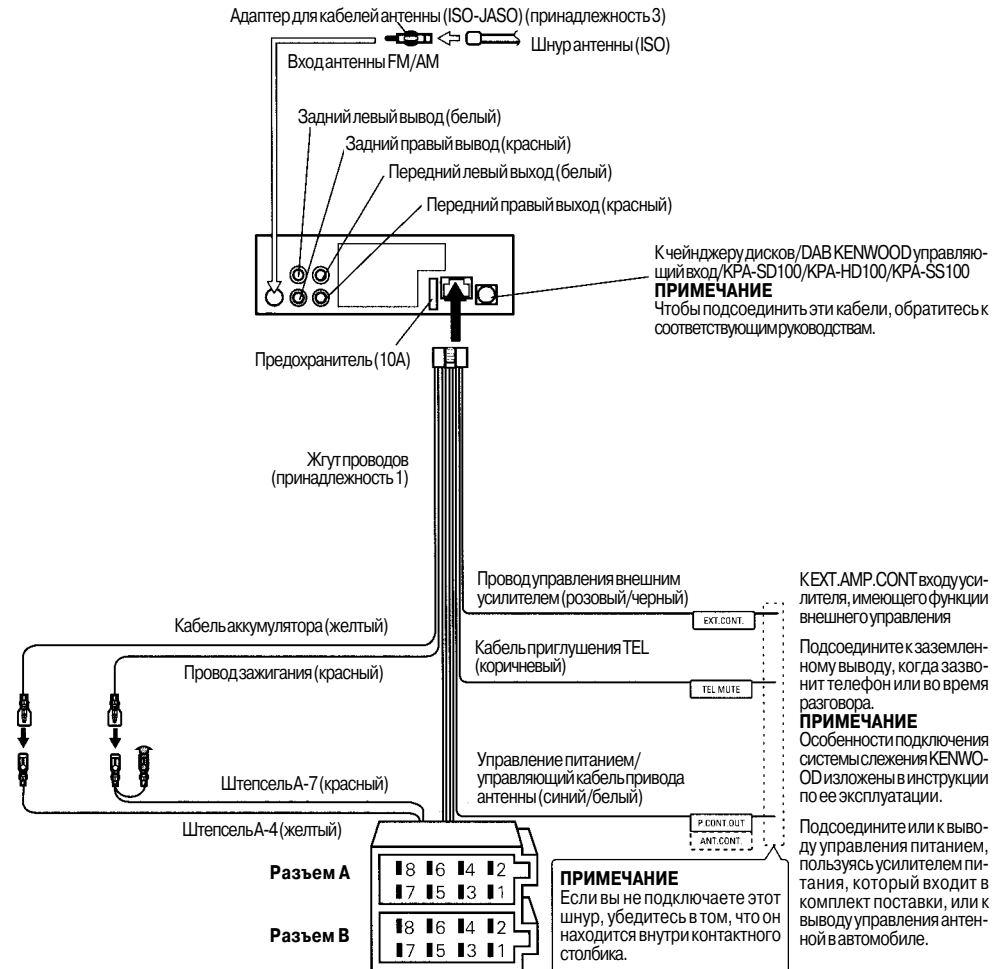 Адаптер для кабелей антенны (ISO-JASO) (принадлежность 3)
Шнур антенны (ISO)
Вход антенны FM/AM
Задний левый вывод (белый)
Задний правый вывод (красный)
Передний левый выход (белый)
Передний правый выход (красный)
К чейнджеру дисков/DAB KENWOOD управляю-
щий вход/KPA-SD100/KPA-HD100/KPA-SS100
ПРИМЕЧАНИЕ
Чтобы подсоединить эти кабели, обратитесь к
соответствующим руководствам.
Предохранитель (10A)
Жгут проводов
(принадлежность 1)
Провод управления внешним
усилителем (розовый/черный)
EXT.CONT.
К EXT.AMP.CONT входу уси-
лителя, имеющего функции
внешнего управления
Кабель аккумулятора (желтый)
Провод зажигания (красный)
Кабель приглушения TEL
(коричневый)
TEL MUTE
Подсоедините к заземлен-
ному выводу, когда зазво-
нит телефон или во время
разговора.
ПРИМЕЧАНИЕ
Особенности подключения
системы слежения KENWO-
OD изложены в инструкции
по ее эксплуатации.
Управление питанием/
управляющий кабель привода
антенны (синий/белый)
P.CONT.OUT
ANT.CONT.
Подсоедините или к выво-
ду управления питанием,
пользуясь усилителем пи-
тания, который входит в
комплект поставки, или к
выводу управления антен-
ной в автомобиле.
Штепсель A-7 (красный)
Штепсель A-4 (желтый)
Разъем A
8 6 4 2
7 5 3 1
Разъем B
8 6 4 2
7 5 3 1
ПРИМЕЧАНИЕ
Если вы не подключаете этот
шнур, убедитесь в том, что он
находится внутри контактного
столбика.